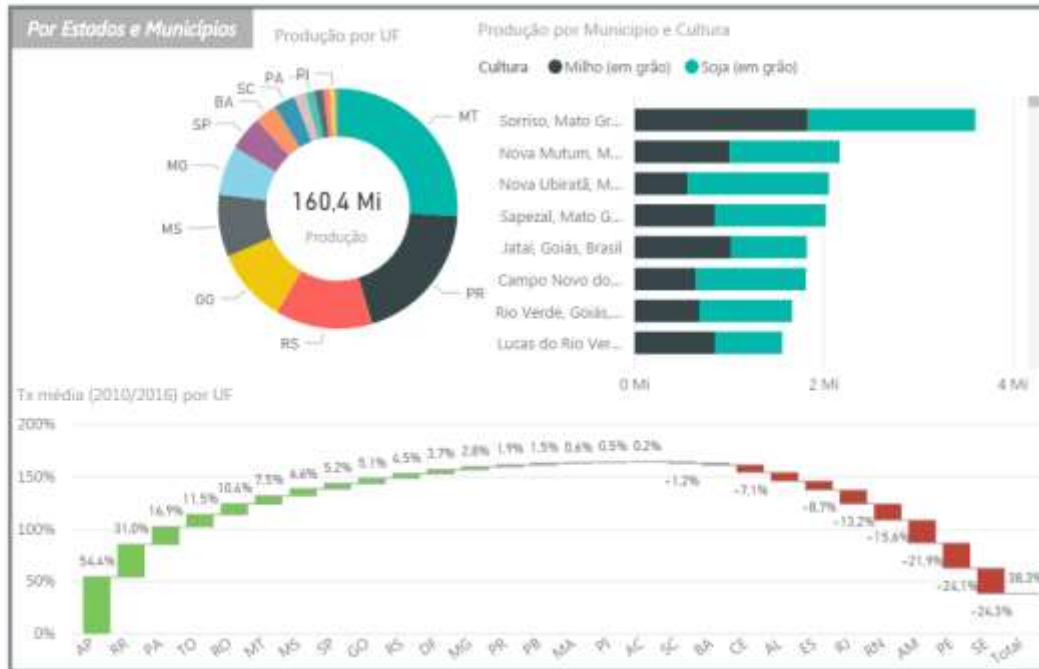 Por Estados e Municípios
Produção por UF
Produção por Municipio e Cultura
Cultura Milho (em grão) Soja (em grão)
PI
PA
SC
BA
SP
MG
MS
GO
RS
PR
MT
160,4 Mi
Produção
Sorriso, Mato Gr...
Nova Mutum, M...
Nova Ubiratã, M...
Sapezal, Mato G...
Jataí, Goiás, Brasil
Campo Novo do...
Rio Verde, Goiás,...
Lucas do Rio Ver...
0 Mi 2 Mi 4 Mi
Tx média (2010/2016) por UF
200%
150%
100%
50%
0%
54.4% 31.0% 16.9% 11.5% 10.6% 7.5% 6.6% 5.2% 5.1% 4.5% 3.7% 2.8% 1.9% 1.5% 0.6% 0.5% 0.2% -1.2% -7.1% -8.7% -13.2% -15.6% -21.9% -24.1% -24.3% 38.3%
AP RR PA TO RO MT MS SP GO RS DF MG PR PB MA PI AC SC BA CE AL ES RJ RN AM PE SE Total